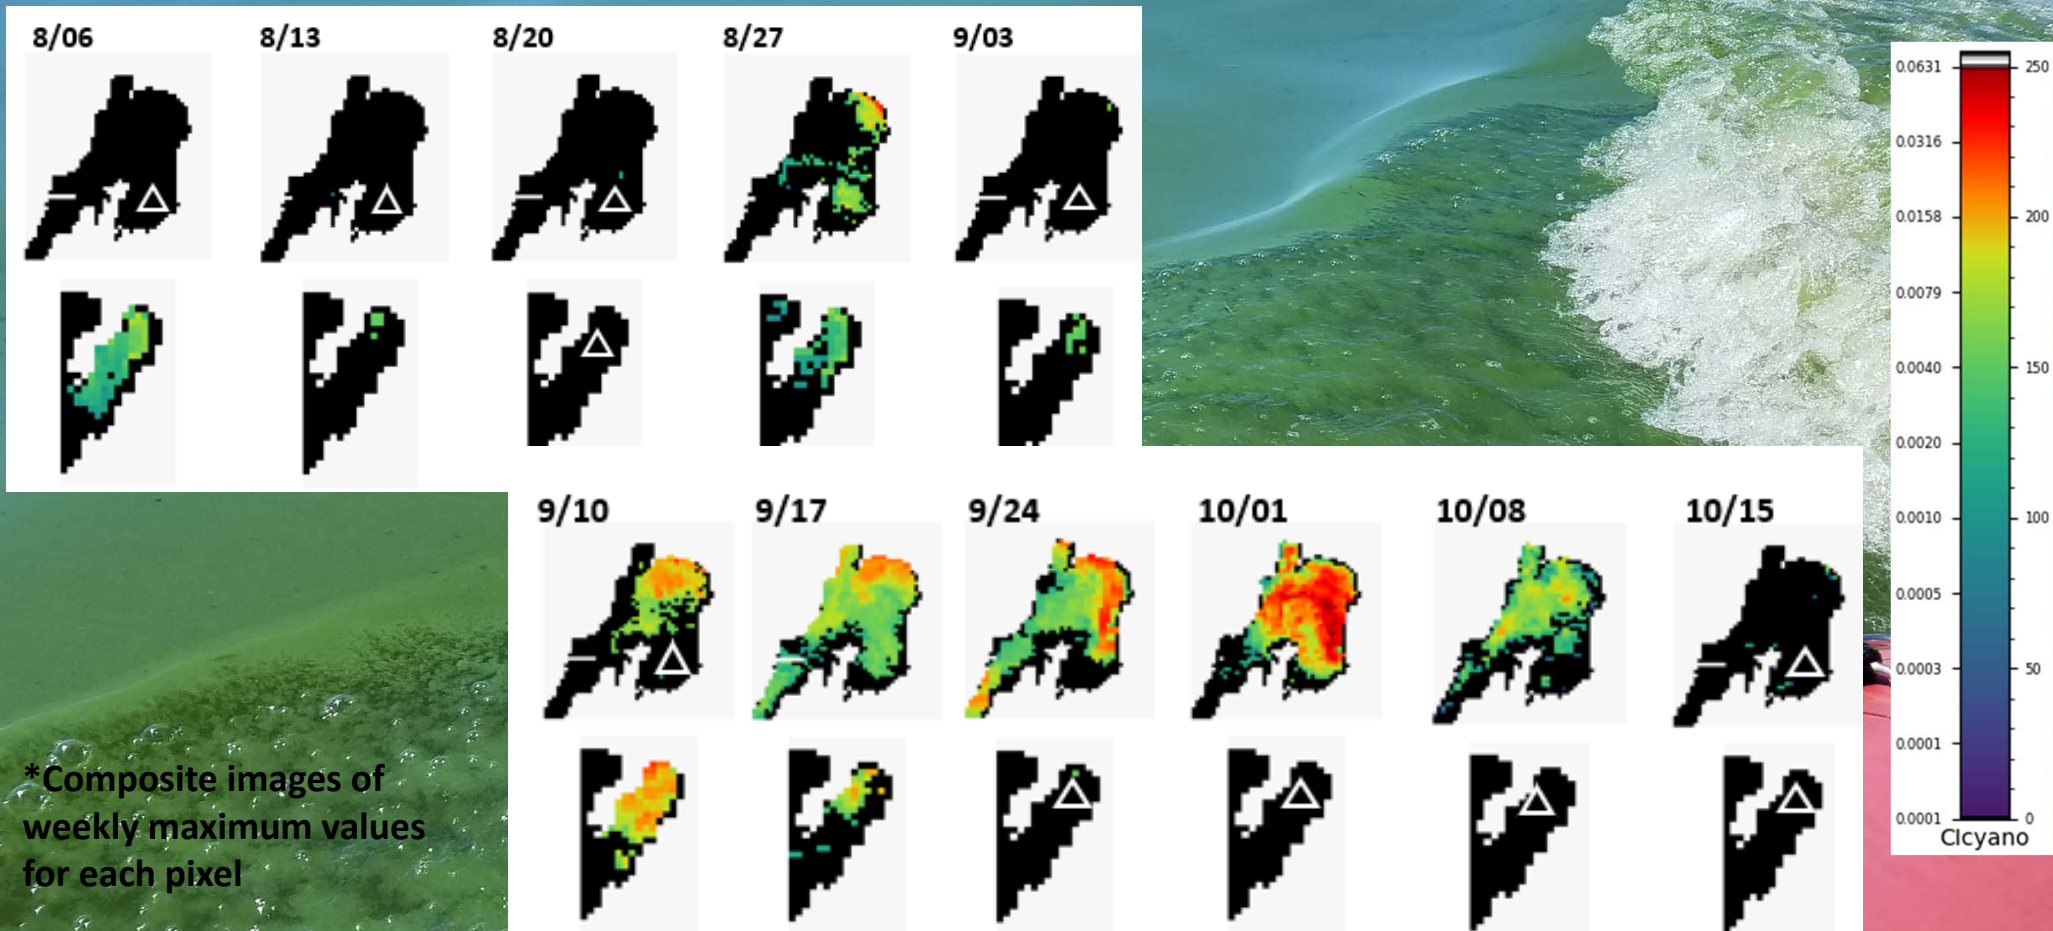 8/06 8/13 8/20 8/27 9/03
9/10 9/17 9/24 10/01 10/08 10/15
*Composite images of
weekly maximum values
for each pixel
0.0631 250
0.0316
0.0158 200
0.0079
0.0040 150
0.0020
0.0010 100
0.0005
0.0003 50
0.0001
0.0001 0
CIcyano